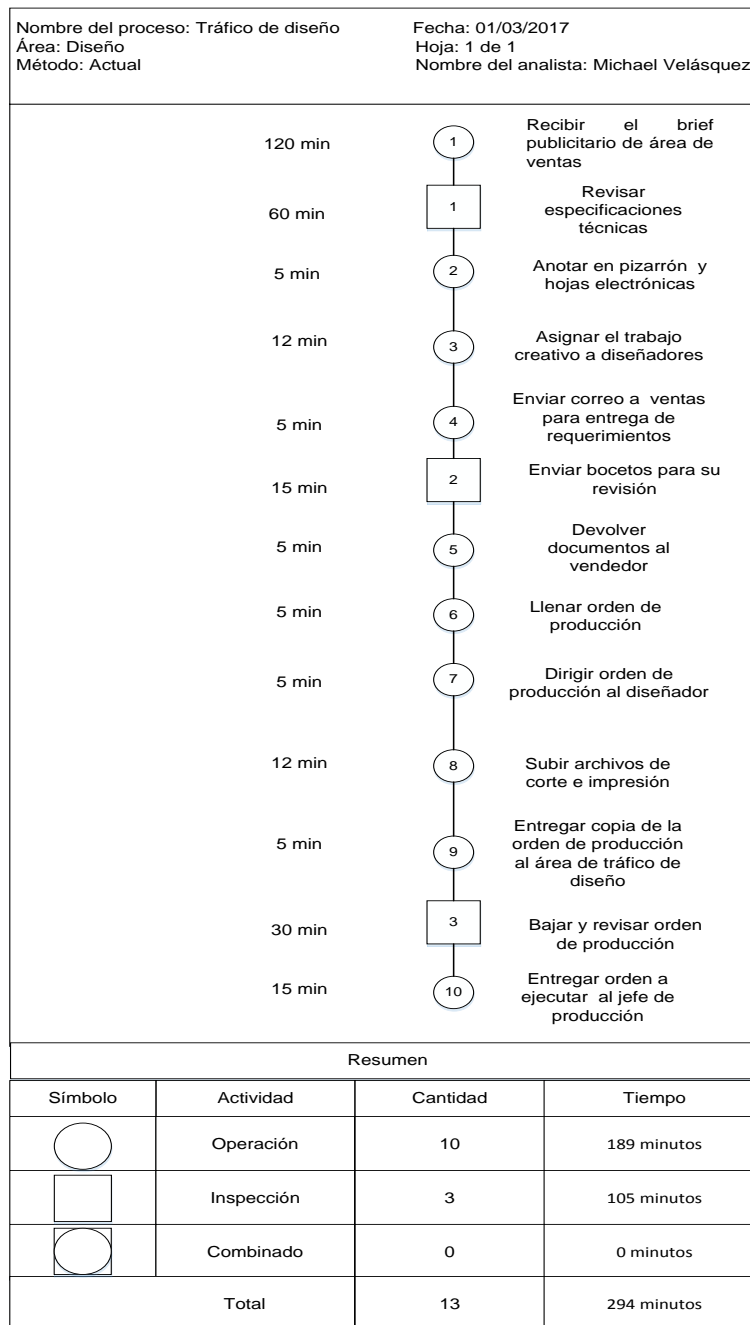 Nombre del proceso: Tráfico de diseño
Fecha: 01/03/2017
Área: Diseño
Hoja: 1 de 1
Método: Actual
Nombre del analista: Michael Velásquez
120 min
1
Recibir el brief
publicitario de área de
ventas
60 min
1
Revisar
especificaciones
técnicas
5 min
2
Anotar en pizarrón y
hojas electrónicas
12 min
3
Asignar el trabajo
creativo a diseñadores
5 min
4
Enviar correo a ventas
para entrega de
requerimientos
15 min
2
Enviar bocetos para su
revisión
5 min
5
Devolver
documentos al
vendedor
5 min
6
Llenar orden de
producción
5 min
7
Dirigir orden de
producción al diseñador
12 min
8
Subir archivos de
corte e impresión
5 min
9
Entregar copia de la
orden de producción
al área de tráfico de
diseño
30 min
3
Bajar y revisar orden
de producción
15 min
10
Entregar orden a
ejecutar al jefe de
producción
Resumen
Símbolo Actividad Cantidad Tiempo
Operación 10 189 minutos
Inspección 3 105 minutos
Combinado 0 0 minutos
Total 13 294 minutos